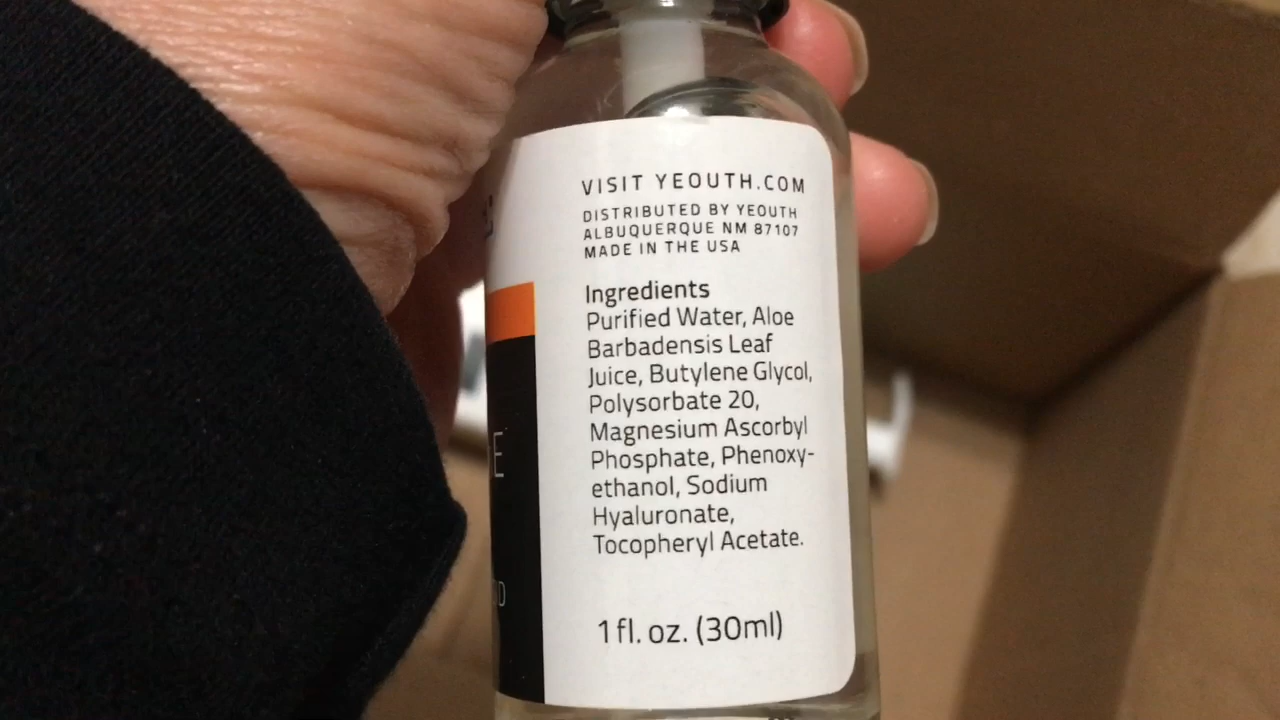 VISIT YEOUTH.COM
DISTRIBUTED BY YEOUTH
ALBUQUERQUE NM 87107
MADE IN THE USA
Ingredients
Purified Water, Aloe
Barbadensis Leaf
Juice, Butylene Glycol,
Polysorbate 20,
Magnesium Ascorbyl
Phosphate, Phenoxy-
ethanol, Sodium
Hyaluronate,
Tocopheryl Acetate.
1 fl. oz. (30ml)